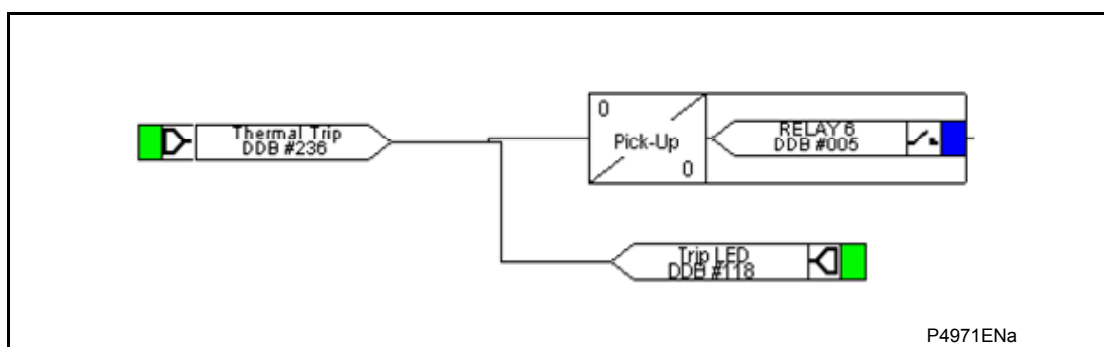 Thermal Trip
DDB #236
0
Pick-Up
0
RELAY 6
DDB #005
Trip LED
DDB #118
P4971ENa